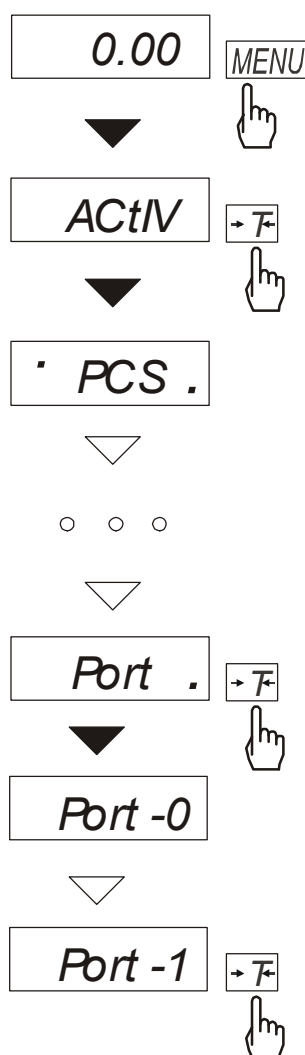 0.00 MENU
ACtIV →T←
PCS .
Port . →T←
Port -0
Port -1 →T←